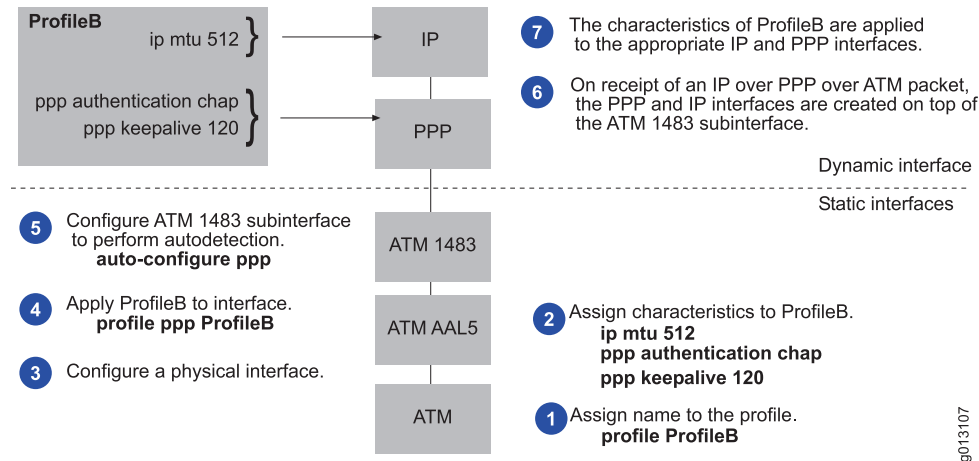 ProfileB
ip mtu 512 }
ppp authentication chap
ppp keepalive 120 }
IP
PPP
7 The characteristics of ProfileB are applied
to the appropriate IP and PPP interfaces.
6 On receipt of an IP over PPP over ATM packet,
the PPP and IP interfaces are created on top of
the ATM 1483 subinterface.
Dynamic interface
Static interfaces
5 Configure ATM 1483 subinterface
to perform autodetection.
auto-configure ppp
4 Apply ProfileB to interface.
profile ppp ProfileB
3 Configure a physical interface.
ATM 1483
ATM AAL5
ATM
2 Assign characteristics to ProfileB.
ip mtu 512
ppp authentication chap
ppp keepalive 120
1 Assign name to the profile.
profile ProfileB
g013107